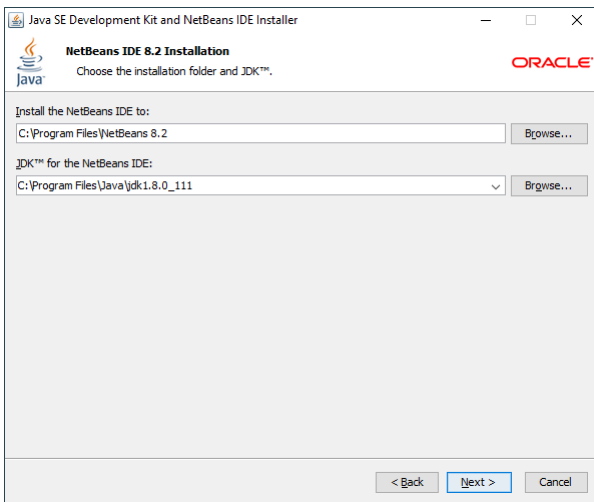 Java SE Development Kit and NetBeans IDE Installer
NetBeans IDE 8.2 Installation
Choose the installation folder and JDK™.
Java
ORACLE
Install the NetBeans IDE to:
C:\Program Files\NetBeans 8.2
Browse...
JDK™ for the NetBeans IDE:
C:\Program Files\Java\jdk1.8.0_111
Browse...
< Back
Next >
Cancel